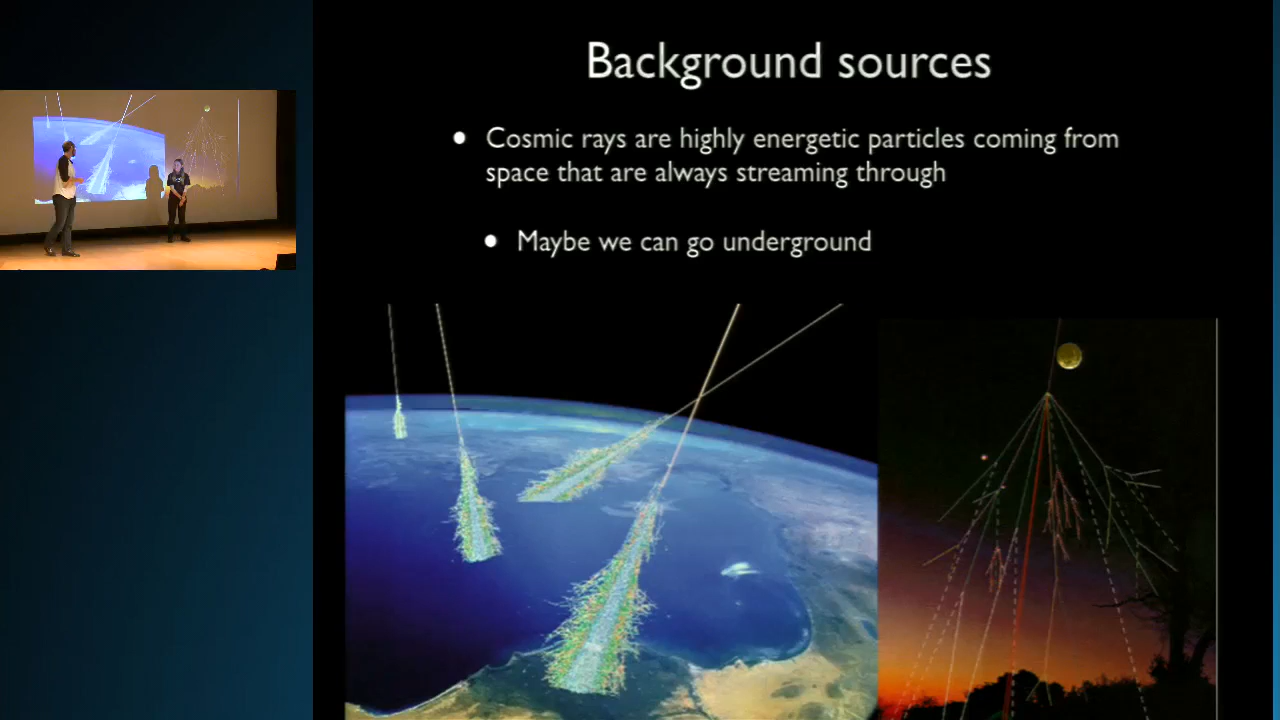 Background sources
• Cosmic rays are highly energetic particles coming from
space that are always streaming through
• Maybe we can go underground